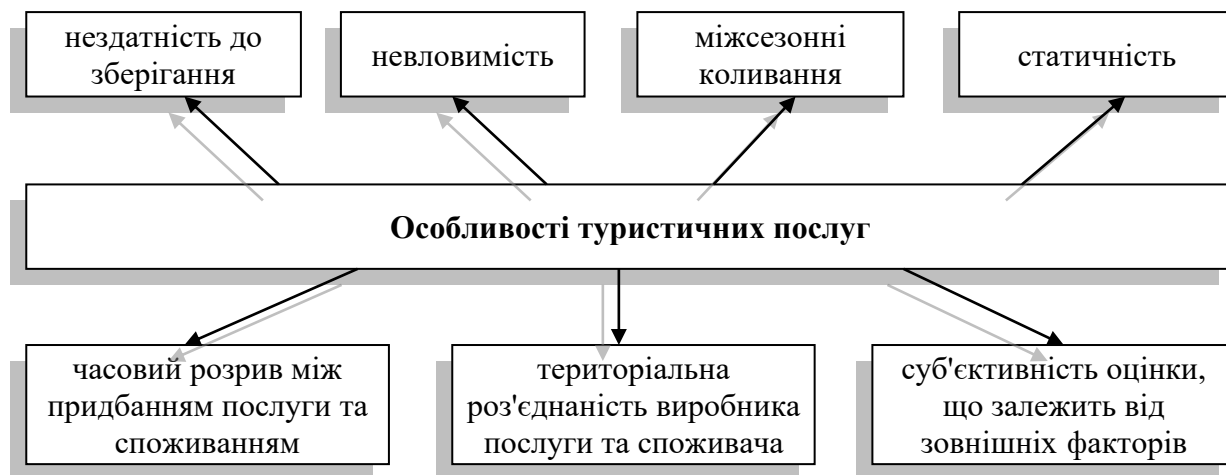 нездатність до
зберігання
невловимість
міжсезонні
коливання
статичність
Особливості туристичних послуг
часовий розрив між
придбанням послуги та
споживанням
територіальна
роз'єднаність виробника
послуги та споживача
суб'єктивність оцінки,
що залежить від
зовнішніх факторів